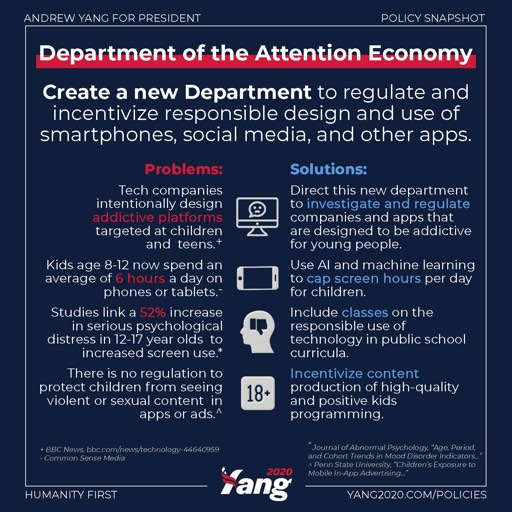 ANDREW YANG FOR PRESIDENT
POLICY SNAPSHOT
Department of the Attention Economy
Create a new Department to regulate and
incentivize responsible design and use of
smartphones, social media, and other apps.
Problems:
Tech companies
intentionally design
addictive platforms
targeted at children
and teens.+
Kids age 8-12 now spend an
average of 6 hours a day on
phones or tablets.-
Studies link a 52% increase
in serious psychological
distress in 12-17 year olds to
increased screen use.*
There is no regulation to
protect children from seeing
violent or sexual content in
apps or ads.^
18+
Solutions:
Direct this new department
to investigate and regulate
companies and apps that
are designed to be addictive
for young people.
Use AI and machine learning
to cap screen hours per day
for children.
Include classes on the
responsible use of
technology in public school
curricula.
Incentivize content
production of high-quality
and positive kids
programming.
+ BBC News, bbc.com/news/technology-44640959
- Common Sense Media
* Journal of Abnormal Psychology, "Age, Period,
and Cohort Trends in Mood Disorder Indicators..."
^ Penn State University, "Children's Exposure to
Mobile In-App Advertising..."
HUMANITY FIRST
Yang
2020
YANG2020.COM/POLICIES